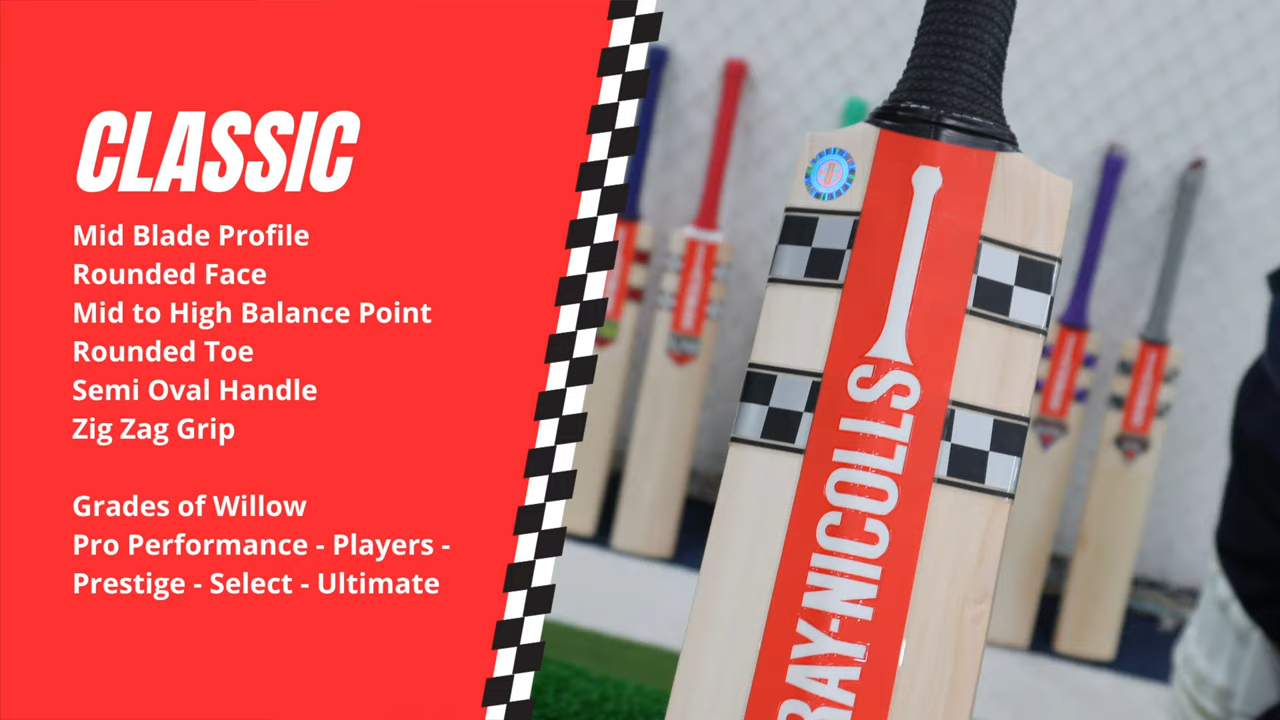 CLASSIC
Mid Blade Profile
Rounded Face
Mid to High Balance Point
Rounded Toe
Semi Oval Handle
Zig Zag Grip
Grades of Willow
Pro Performance - Players -
Prestige - Select - Ultimate
RAY-NICOLLS